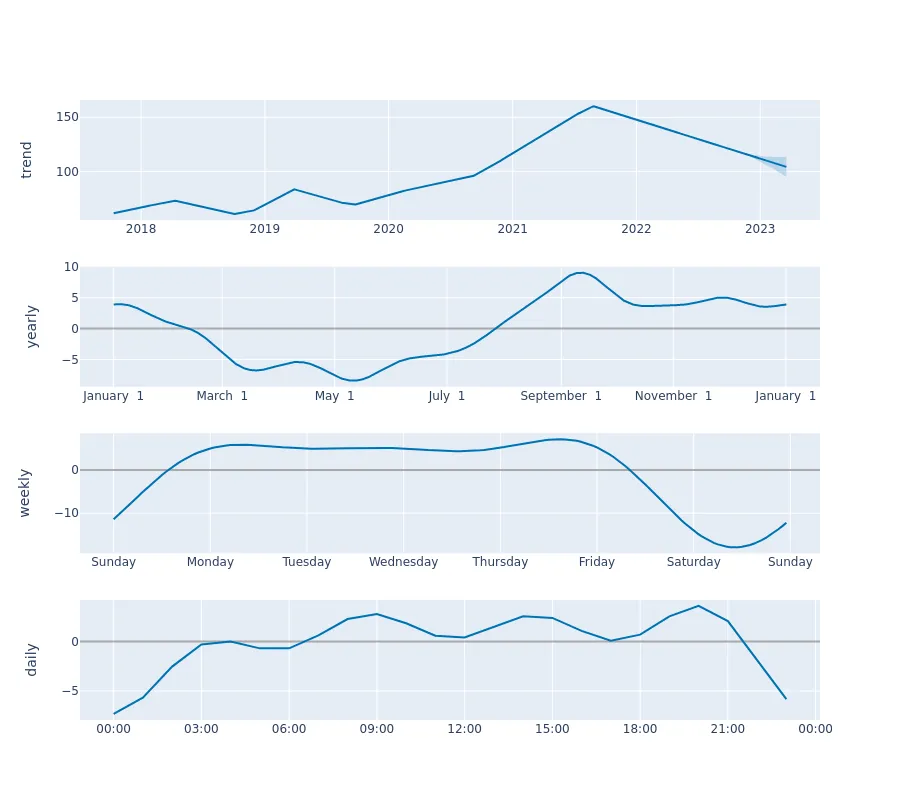 trend
150
100
2018 2019 2020 2021 2022 2023
yearly
10
5
0
−5
January 1 March 1 May 1 July 1 September 1 November 1 January 1
weekly
0
−10
Sunday Monday Tuesday Wednesday Thursday Friday Saturday Sunday
daily
0
−5
00:00 03:00 06:00 09:00 12:00 15:00 18:00 21:00 00:00